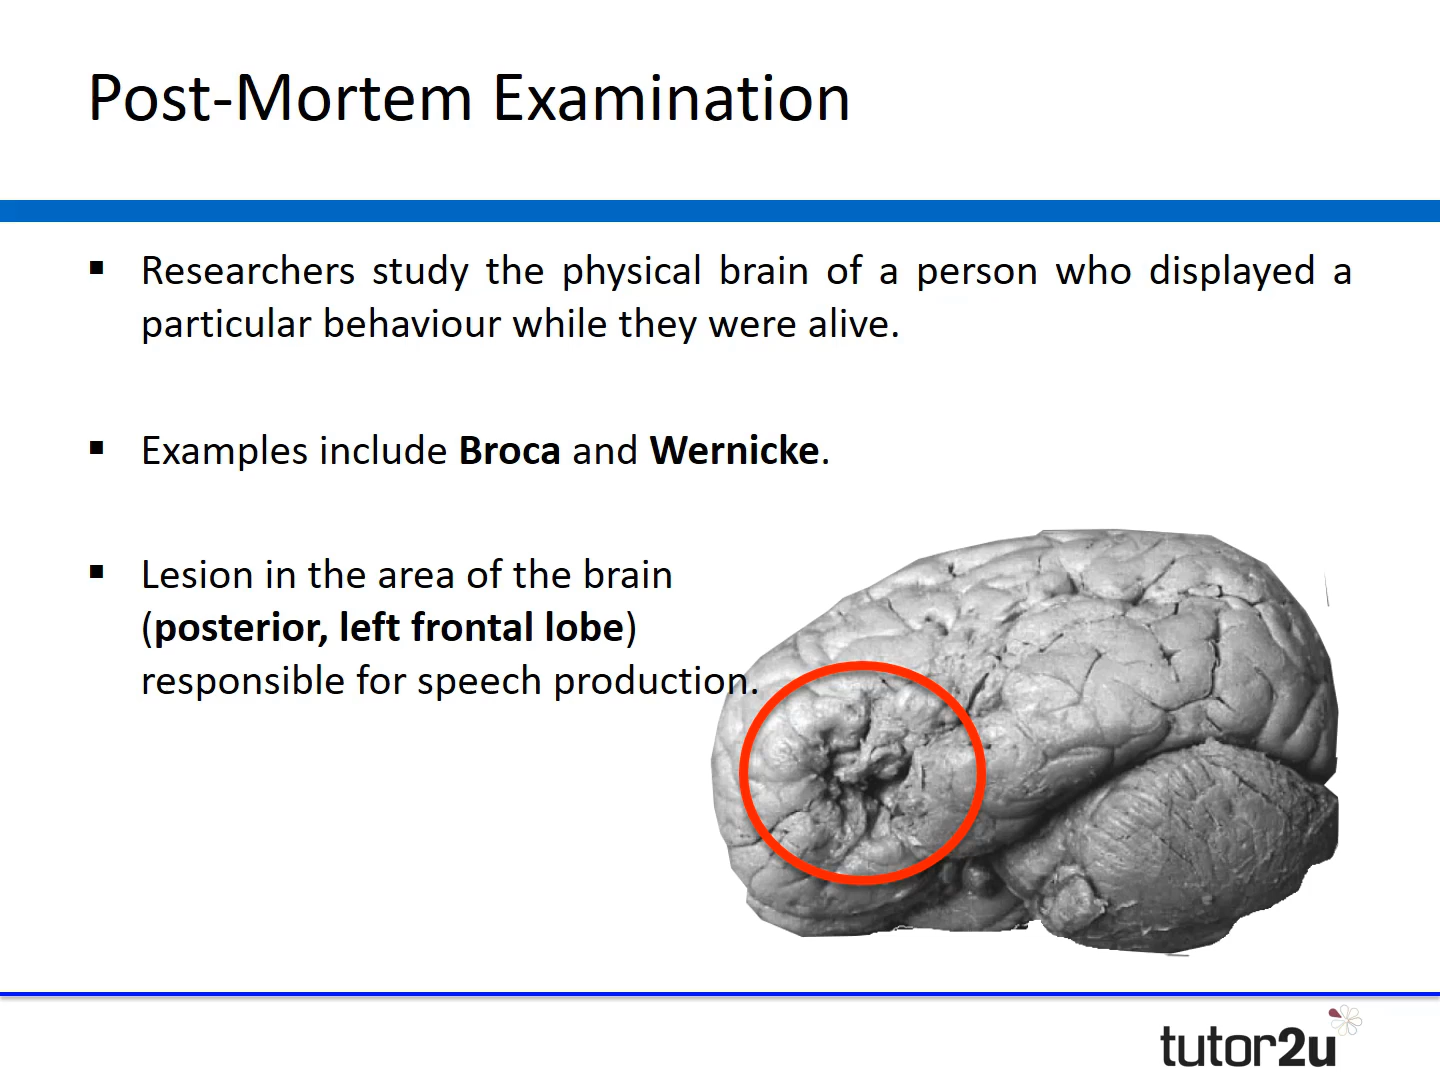 Post-Mortem Examination
▪ Researchers study the physical brain of a person who displayed a
particular behaviour while they were alive.
▪ Examples include Broca and Wernicke.
▪ Lesion in the area of the brain
(posterior, left frontal lobe)
responsible for speech production.
tutor2u